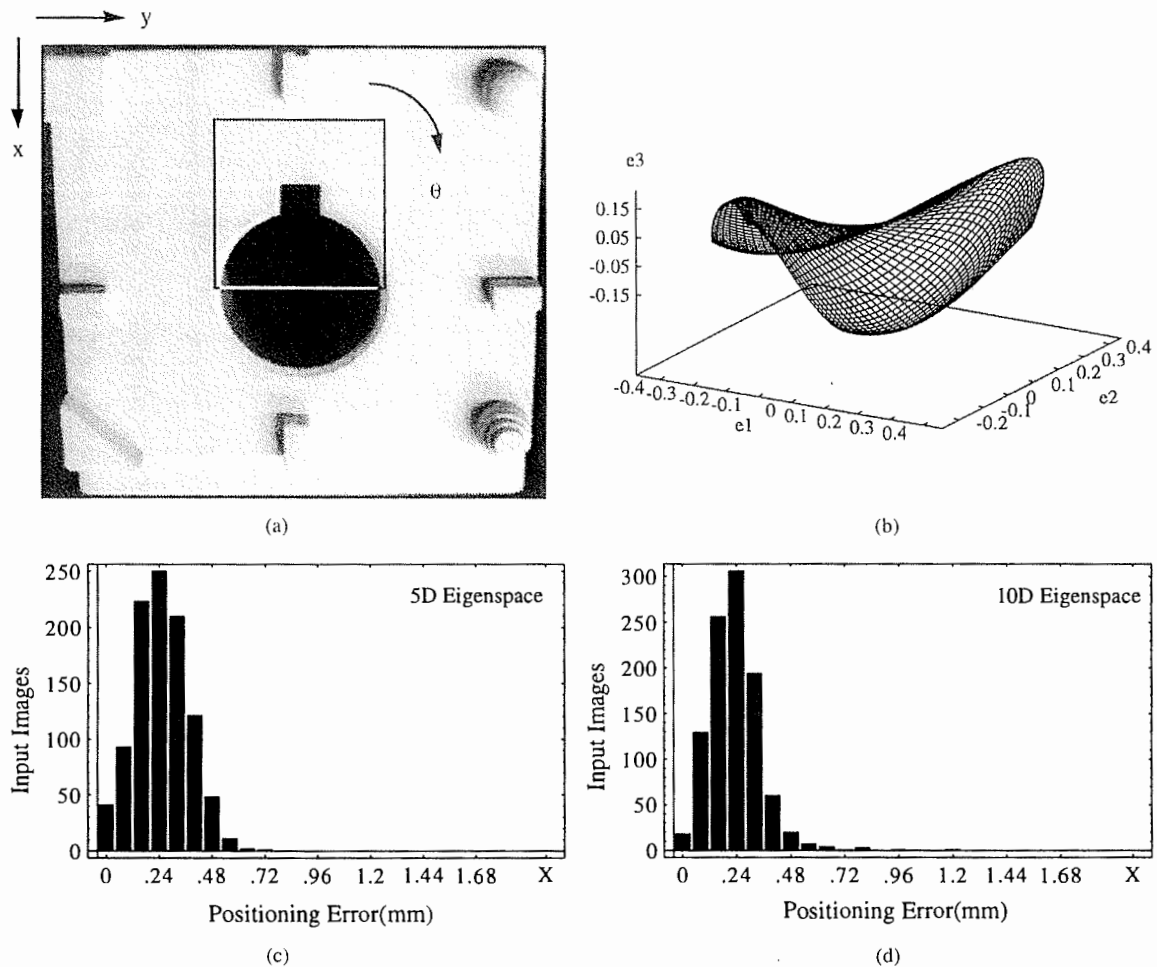 y
x
θ
(a)
e3
0.15
0.05
-0.05
-0.15
-0.4 -0.3 -0.2 -0.1 0 0.1 0.2 0.3 0.4
e1
-0.2 -0.1 0 0.1 0.2 0.3 0.4
e2
(b)
5D Eigenspace
250
200
150
100
50
0
Input Images
0 .24 .48 .72 .96 1.2 1.44 1.68 X
Positioning Error(mm)
(c)
10D Eigenspace
300
250
200
150
100
50
0
Input Images
0 .24 .48 .72 .96 1.2 1.44 1.68 X
Positioning Error(mm)
(d)